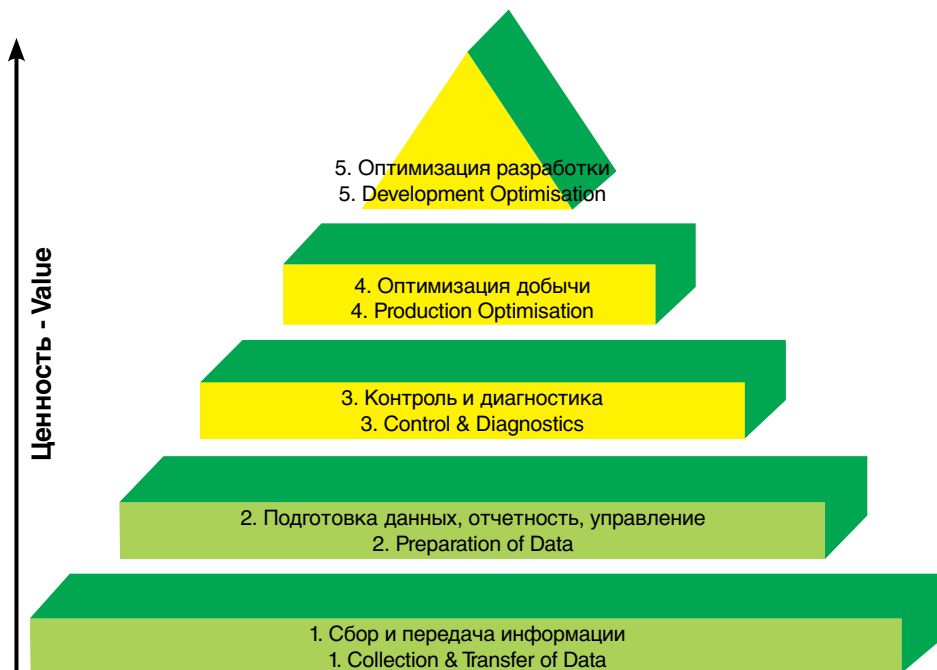 5. Оптимизация разработки
5. Development Optimisation
4. Оптимизация добычи
4. Production Optimisation
3. Контроль и диагностика
3. Control & Diagnostics
2. Подготовка данных, отчетность, управление
2. Preparation of Data
1. Сбор и передача информации
1. Collection & Transfer of Data
Ценность - Value